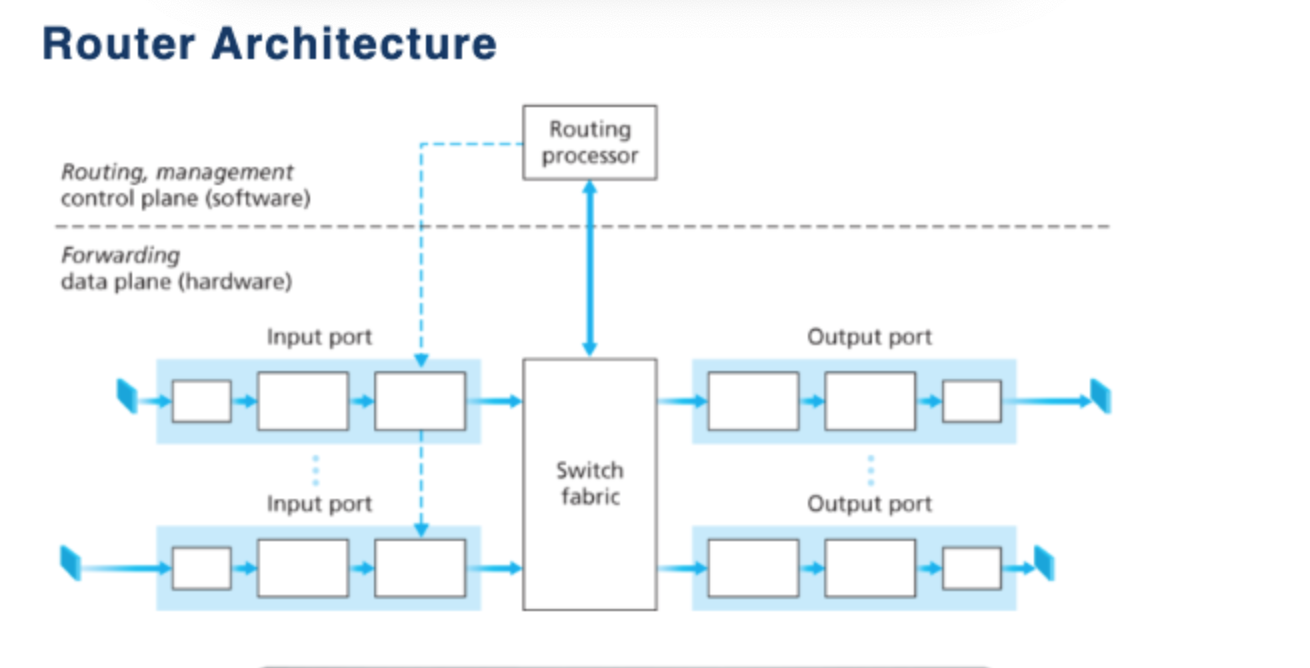 Router Architecture
Routing
processor
Routing, management
control plane (software)
Forwarding
data plane (hardware)
Input port
Output port
Switch
fabric
Input port
Output port